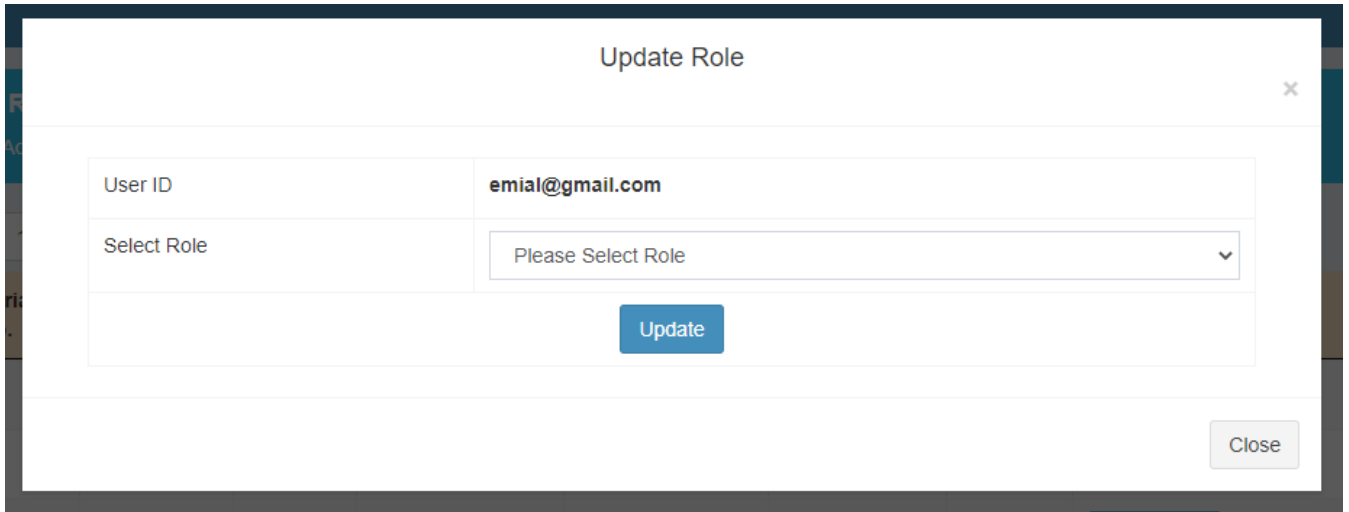 Update Role
×
User ID
emial@gmail.com
Select Role
Please Select Role
Update
Close